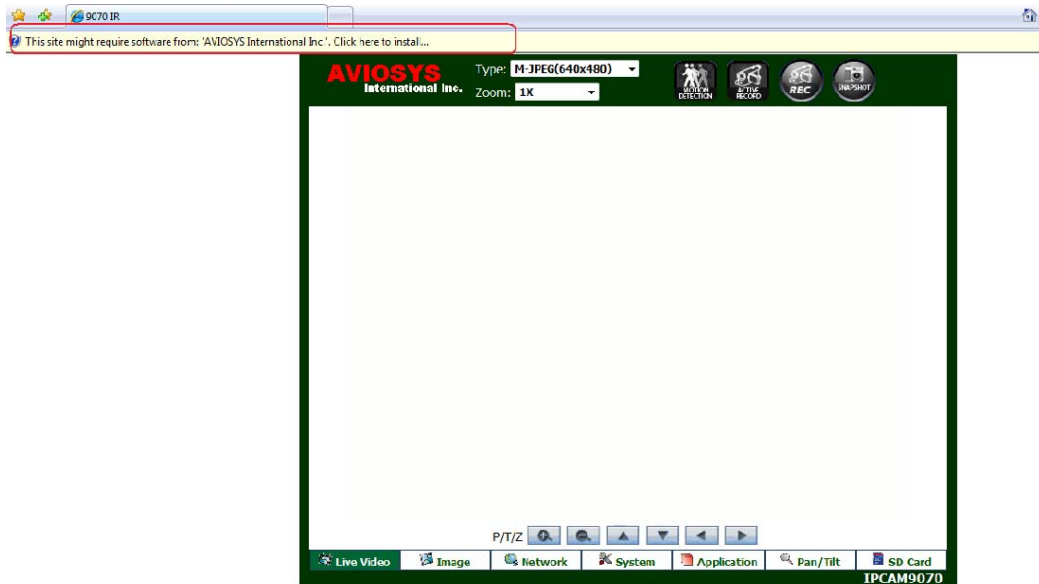 9070 IR
This site might require software from: 'AVIOSYS International Inc.'. Click here to install...
AVIOSYS
International Inc.
Type: M-JPEG(640x480)
Zoom: 1X
MOTION DETECTION
ACTIVE RECORD
REC
SNAPSHOT
P/T/Z
Live Video Image Network System Application Pan/Tilt SD Card
IPCAM9070